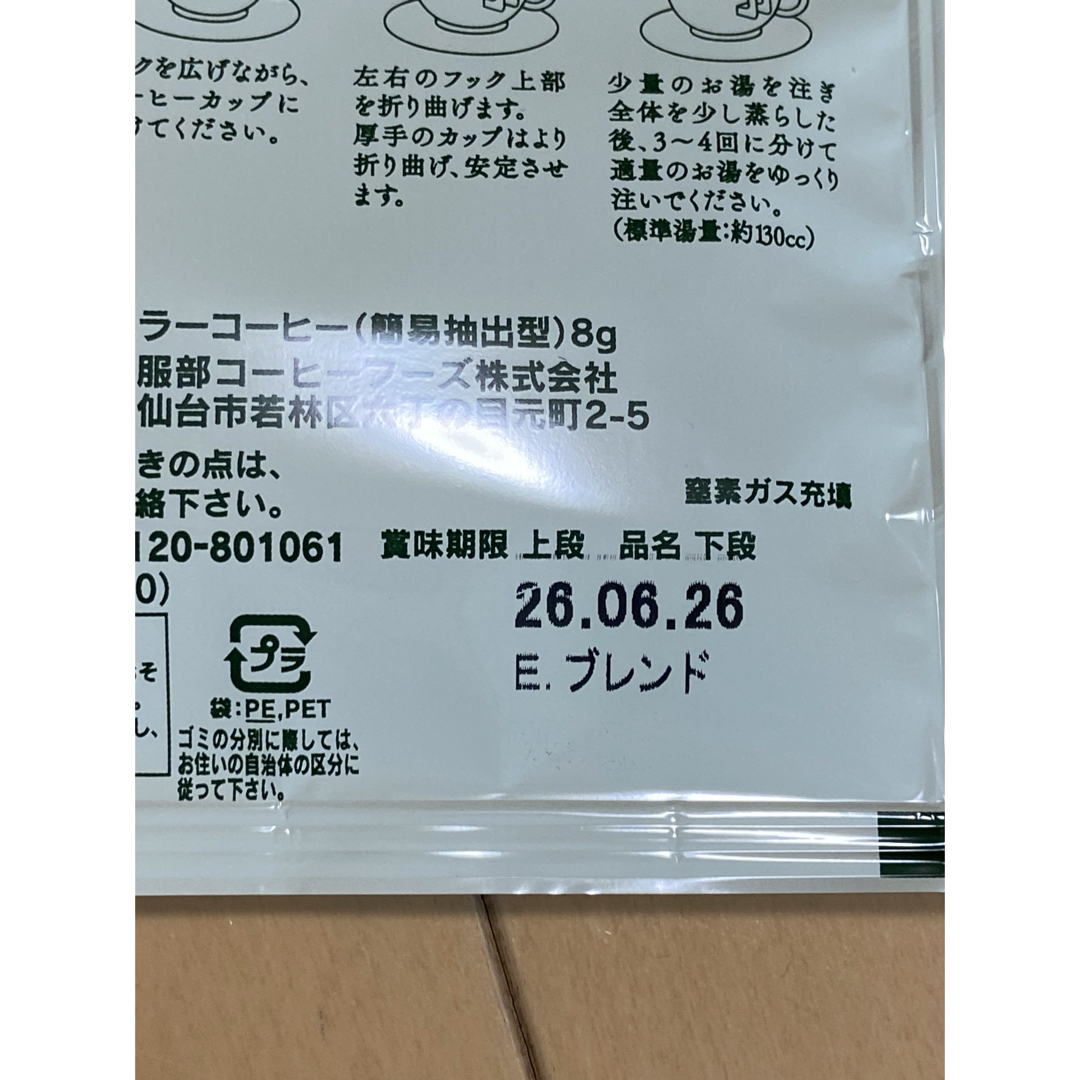 クを広げながら、
ーヒーカップに
けてください。
左右のフック上部
を折り曲げます。
厚手のカップはより
折り曲げ、安定させ
ます。
少量のお湯を注ぎ
全体を少し蒸らした
後、3〜4回に分けて
適量のお湯をゆっくり
注いでください。
(標準湯量:約130cc)
ラーコーヒー(簡易抽出型)8g
服部コーヒーフーズ株式会社
仙台市若林区六丁の目元町2-5
きの点は、
絡下さい。
120-801061
0)
窒素ガス充填
賞味期限 上段 品名 下段
26.06.26
E.ブレンド
そ
し、
プラ
袋:PE,PET
ゴミの分別に際しては、
お住いの自治体の区分に
従って下さい。